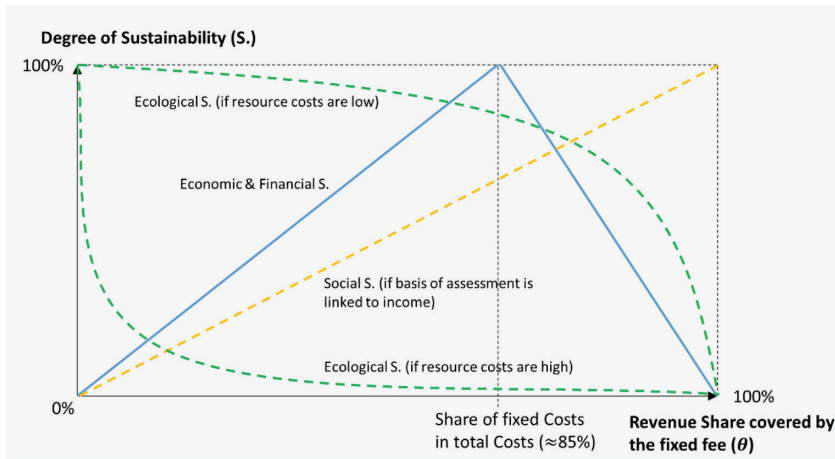 Degree of Sustainability (S.)
100%
Ecological S. (if resource costs are low)
Economic & Financial S.
Social S. (if basis of assessment is
linked to income)
Ecological S. (if resource costs are high)
0%
100%
Share of fixed Costs
in total Costs (≈85%)
Revenue Share covered by
the fixed fee (θ)